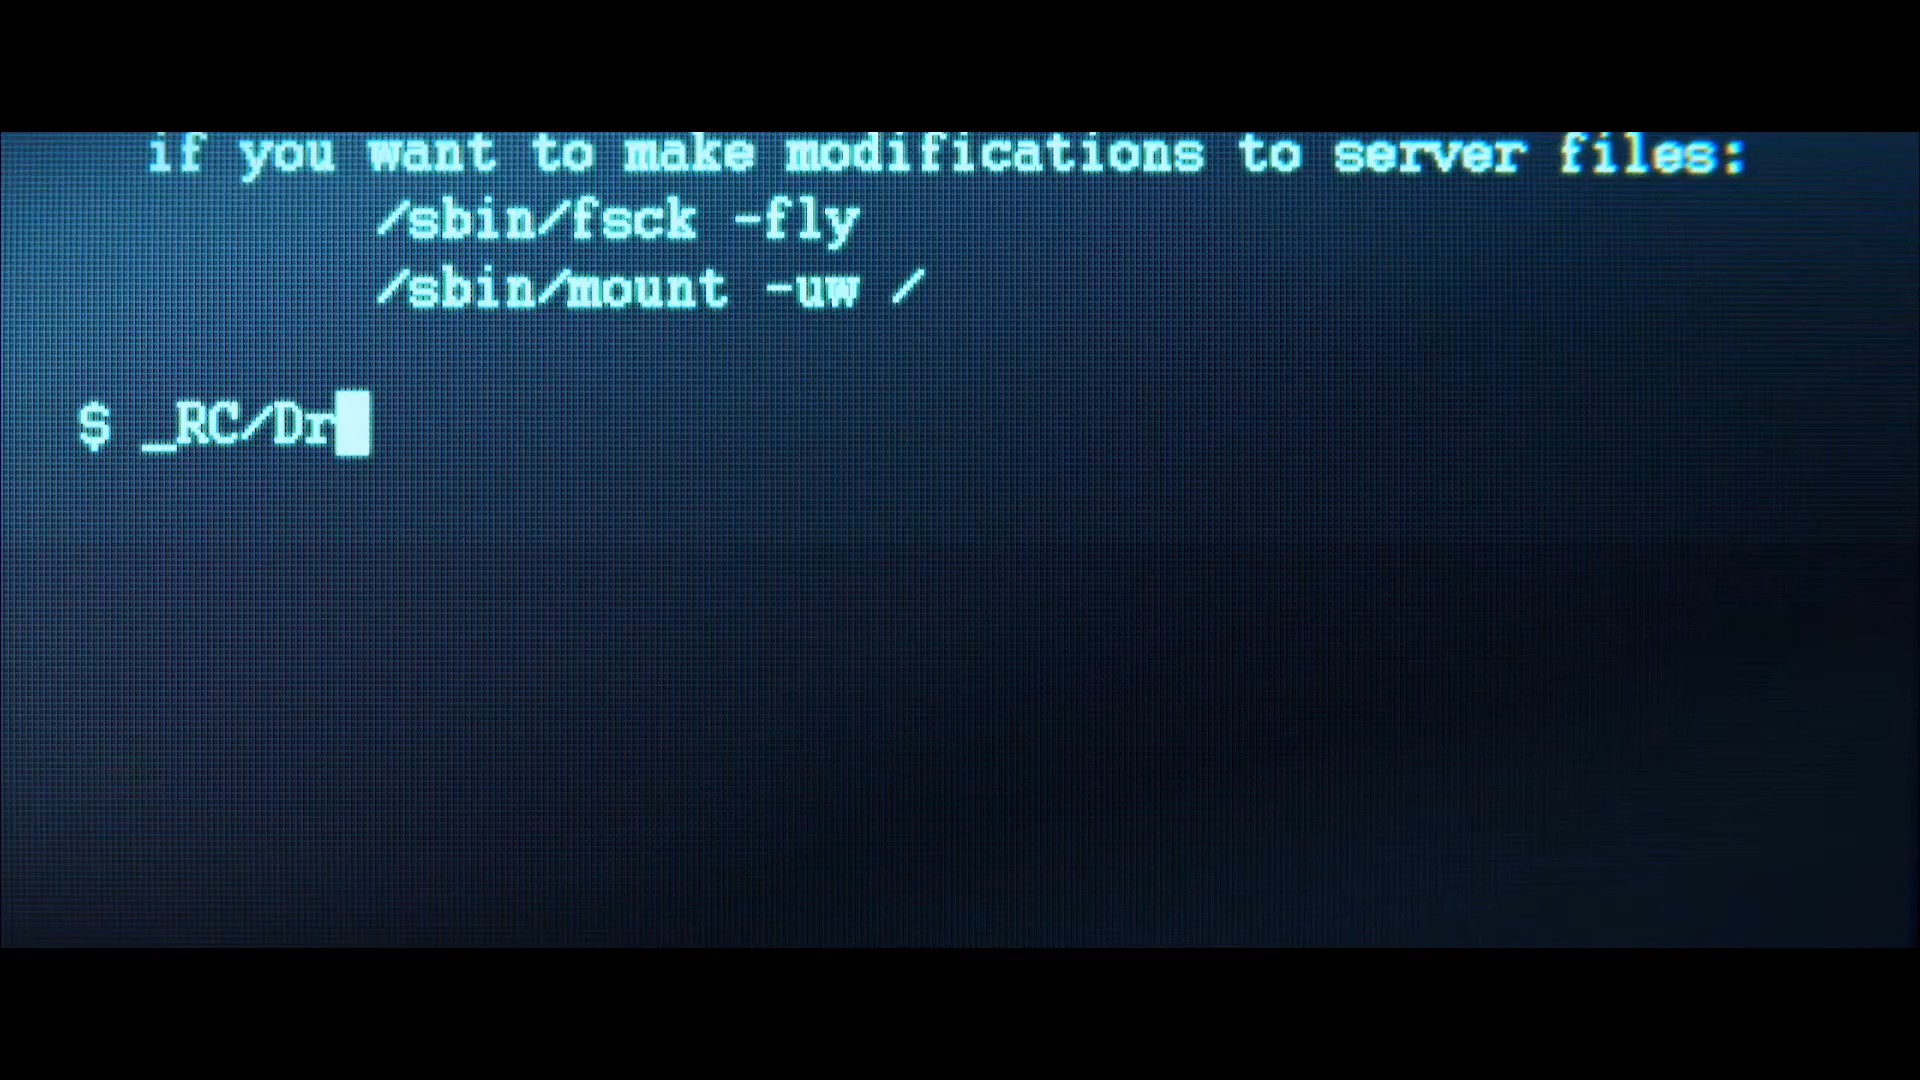 if you want to make modifications to server files:
/sbin/fsck -fly
/sbin/mount -uw /
$ _RC/Dr